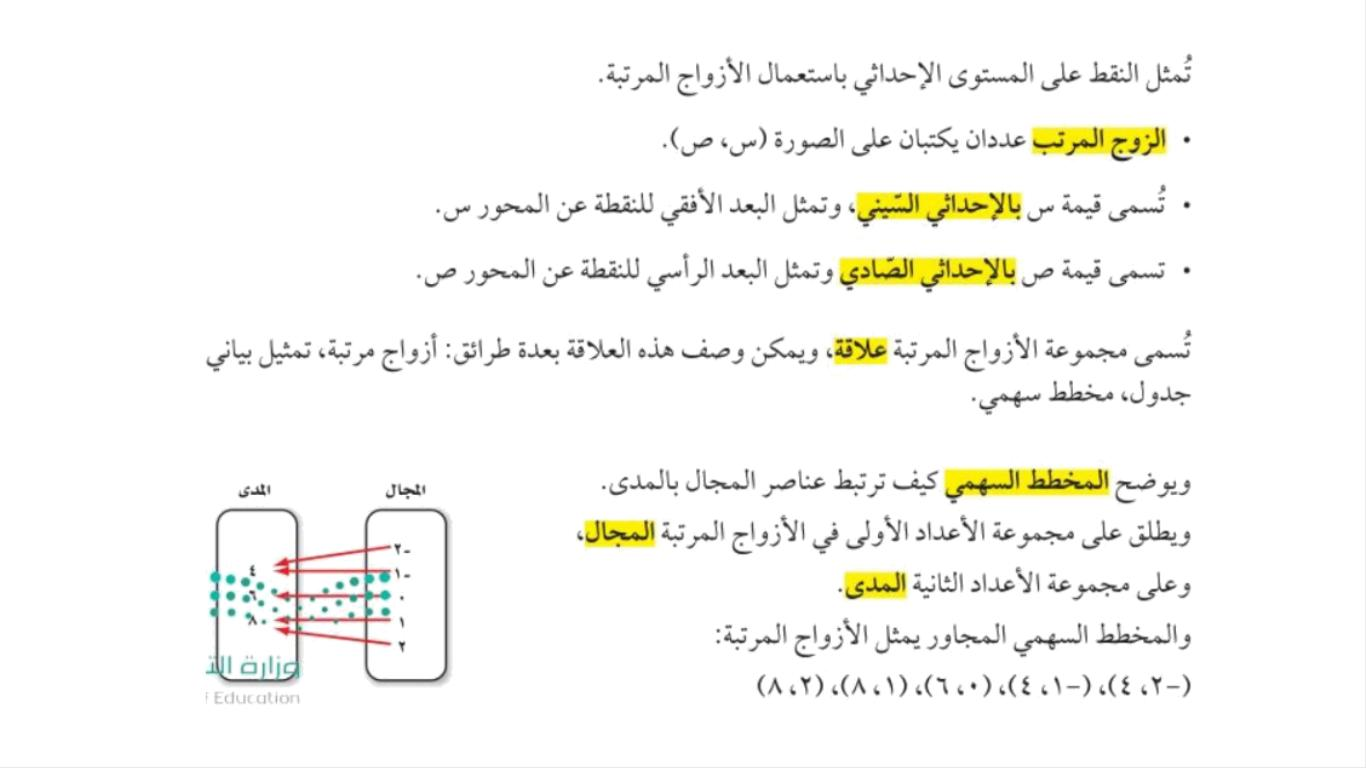 تُمثل النقط على المستوى الإحداثي باستعمال الأزواج المرتبة.
• الزوج المرتب عددان يكتبان على الصورة (س، ص).
• تُسمى قيمة س بالإحداثي السّيني، وتمثل البعد الأفقي للنقطة عن المحور س.
• تسمى قيمة ص بالإحداثي الصّادي وتمثل البعد الرأسي للنقطة عن المحور ص.
تُسمى مجموعة الأزواج المرتبة علاقة، ويمكن وصف هذه العلاقة بعدة طرائق: أزواج مرتبة، تمثيل بياني
جدول، مخطط سهمي.
ويوضح المخطط السهمي كيف ترتبط عناصر المجال بالمدى.
ويطلق على مجموعة الأعداد الأولى في الأزواج المرتبة المجال،
وعلى مجموعة الأعداد الثانية المدى.
والمخطط السهمي المجاور يمثل الأزواج المرتبة:
(-٢، ٤)، (-١، ٤)، (٠، ٦)، (١، ٨)، (٢، ٨)
المجال
-٢
-١
٠
١
٢
المدى
٤
٦
٨
وزارة الت
f Education